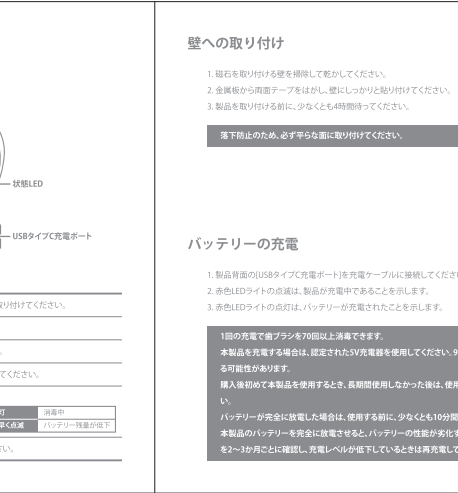 状態LED
USBタイプC充電ポート
り付けてください。
。
てください。
灯 消毒中
早く点滅 バッテリー残量が低下
さい。
壁への取り付け
1. 磁石を取り付ける壁を掃除して乾かしてください。
2. 金属板から両面テープをはがし、壁にしっかりと貼り付けてください。
3. 製品を取り付ける前に、少なくとも4時間待ってください。
落下防止のため、必ず平らな面に取り付けてください。
バッテリーの充電
1. 製品背面の[USBタイプC充電ポート]を充電ケーブルに接続してくださ
2. 赤色LEDライトの点滅は、製品が充電中であることを示します。
3. 赤色LEDライトの点灯は、バッテリーが充電されたことを示します。
1回の充電で歯ブラシを70回以上消毒できます。
本製品を充電する場合は、認定された5V充電器を使用してください。9
る可能性があります。
購入後初めて本製品を使用するとき、長期間使用しなかった後は、使用
い。
バッテリーが完全に放電した場合は、使用する前に、少なくとも10分間
本製品のバッテリーを完全に放電させると、バッテリーの性能が劣化す
を2～3か月ごとに確認し、充電レベルが低下しているときは再充電して